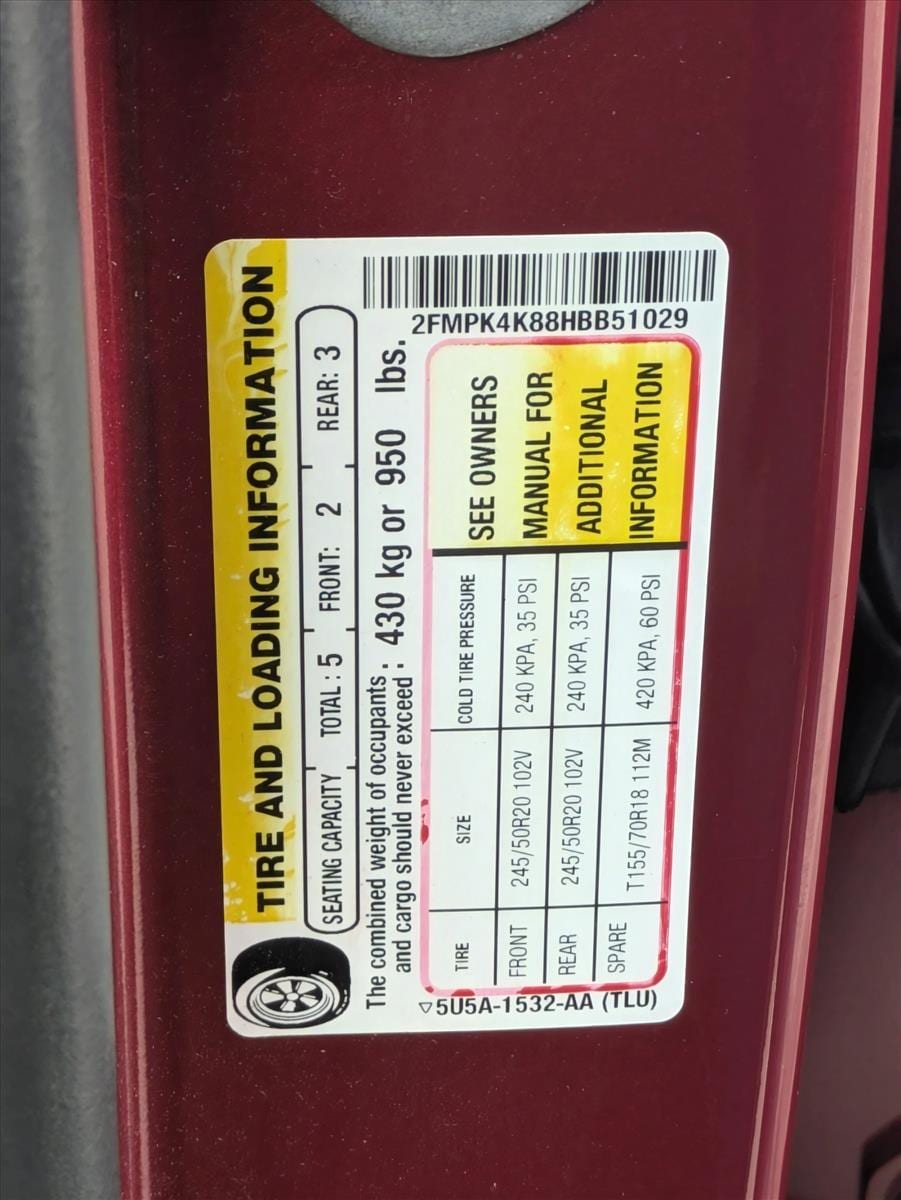 TIRE AND LOADING INFORMATION
SEATING CAPACITY TOTAL : 5 FRONT: 2 REAR: 3
The combined weight of occupants
and cargo should never exceed : 430 kg or 950 lbs.
TIRE SIZE COLD TIRE PRESSURE
FRONT 245/50R20 102V 240 KPA, 35 PSI
REAR 245/50R20 102V 240 KPA, 35 PSI
SPARE T155/70R18 112M 420 KPA, 60 PSI
SEE OWNERS
MANUAL FOR
ADDITIONAL
INFORMATION
▽5U5A-1532-AA (TLU)
2FMPK4K88HBB51029